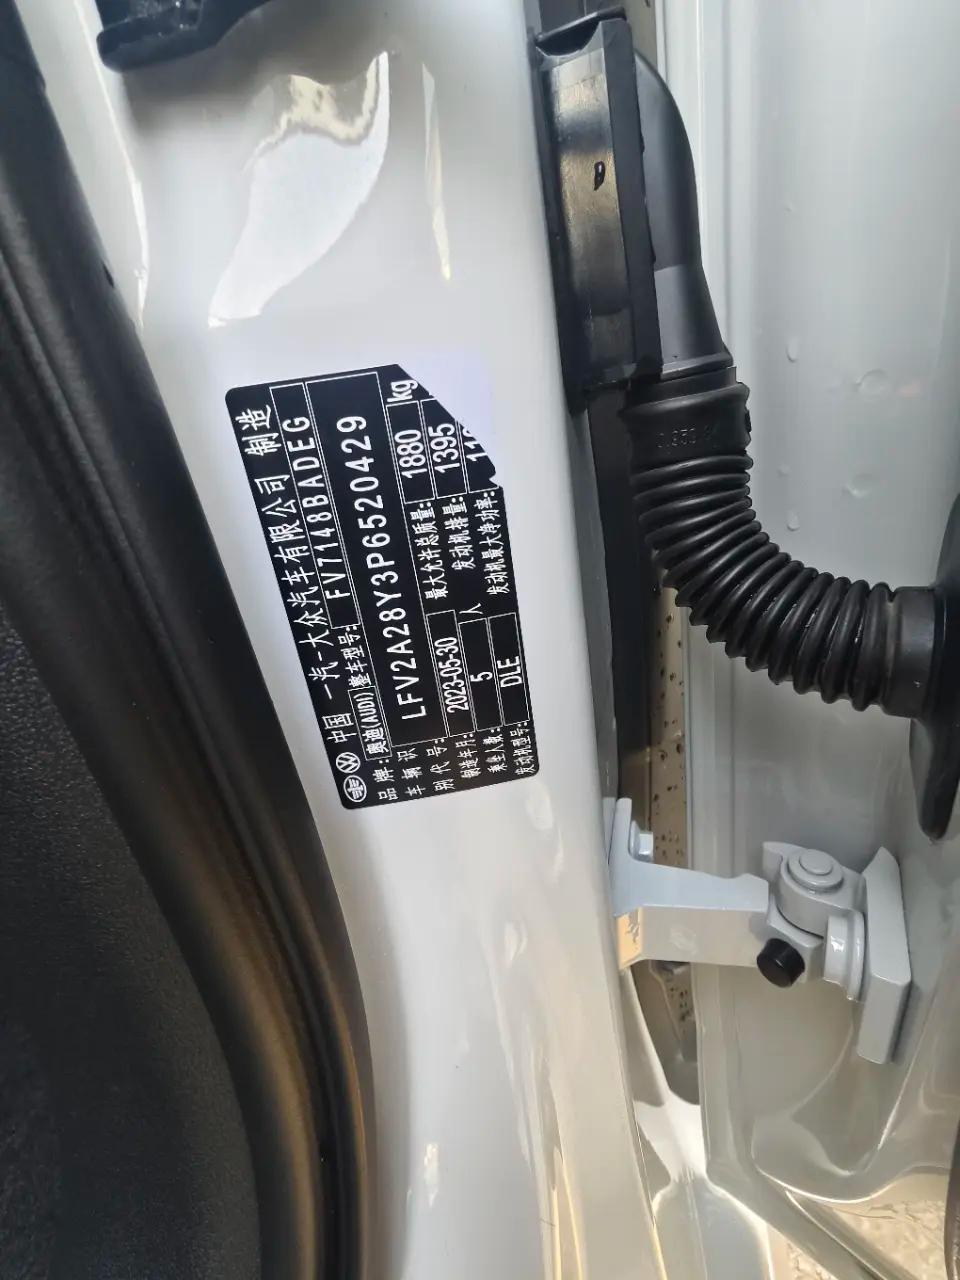 中国 一汽-大众汽车有限公司 制造
品牌: 奥迪(AUDI) 整车型号: FV7148BADEG
车辆识别代号: LFV2A28Y3P6520429
制造年月: 2023-05-30 最大允许总质量: 1880 kg
乘坐人数: 5 人 发动机排量: 1395
发动机型号: DLE 发动机最大净功率: